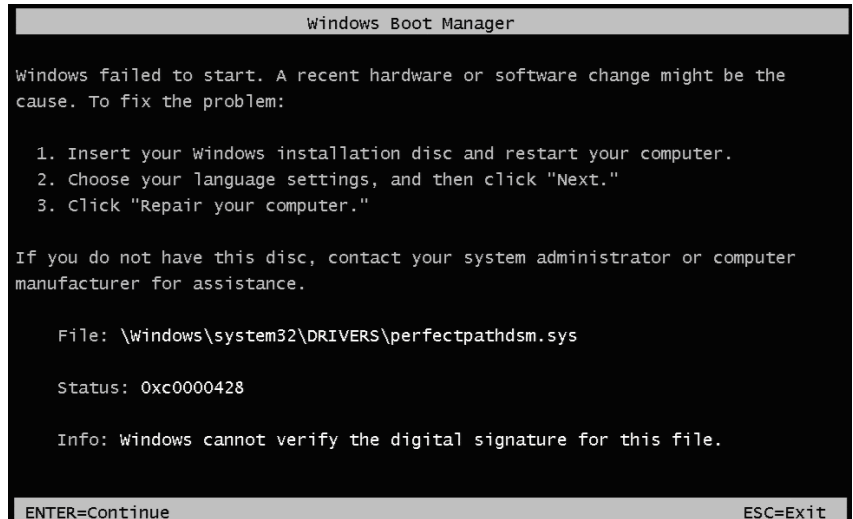 Windows Boot Manager
Windows failed to start. A recent hardware or software change might be the
cause. To fix the problem:
1. Insert your Windows installation disc and restart your computer.
2. Choose your language settings, and then click "Next."
3. Click "Repair your computer."
If you do not have this disc, contact your system administrator or computer
manufacturer for assistance.
File: \Windows\system32\DRIVERS\perfectpathdsm.sys
Status: 0xc0000428
Info: Windows cannot verify the digital signature for this file.
ENTER=Continue ESC=Exit